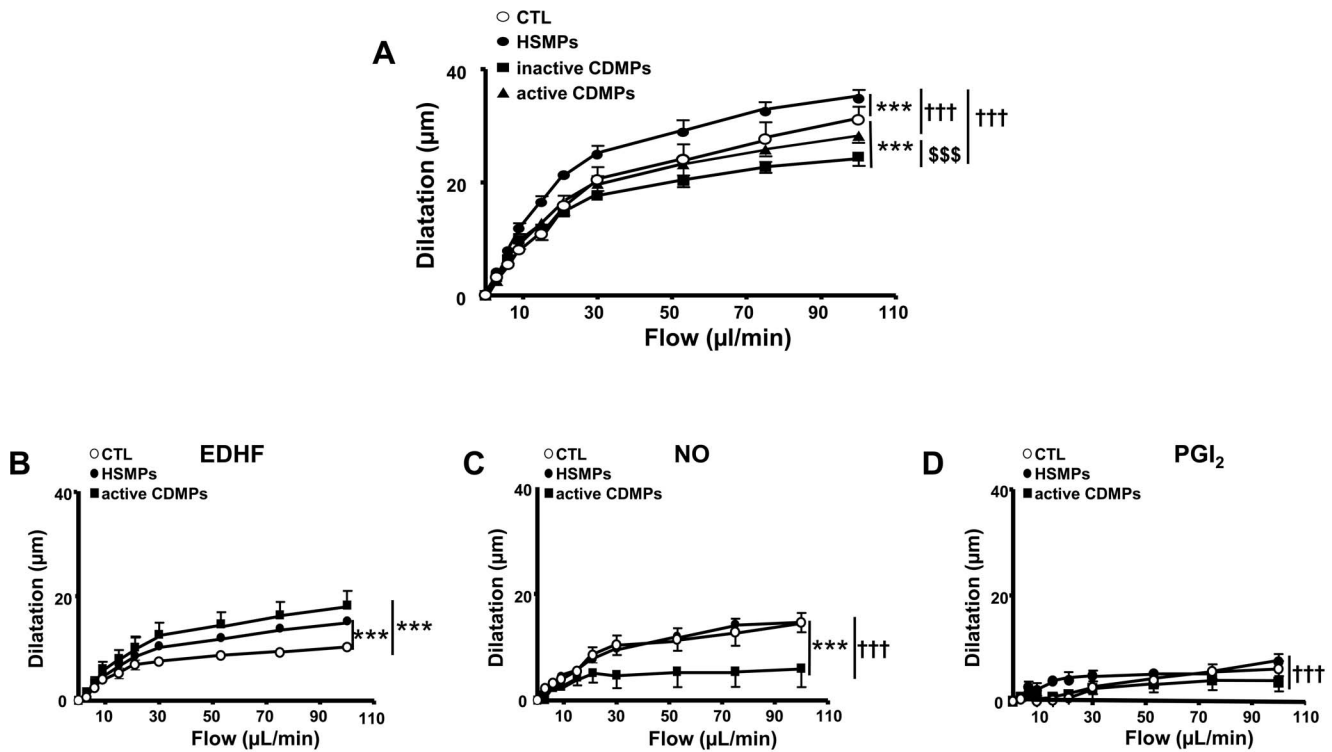 A
CTL
HSMPs
inactive CDMPs
active CDMPs
40
20
0
Dilatation (µm)
10 30 50 70 90 110
Flow (µl/min)
*** ††† †††
*** $$$
B
EDHF
CTL
HSMPs
active CDMPs
40
20
0
Dilatation (µm)
10 30 50 70 90 110
Flow (µL/min)
*** ***
C
NO
CTL
HSMPs
active CDMPs
40
20
0
Dilatation (µm)
10 30 50 70 90 110
Flow (µL/min)
*** †††
D
PGI₂
CTL
HSMPs
active CDMPs
40
20
0
Dilatation (µm)
10 30 50 70 90 110
Flow (µL/min)
†††